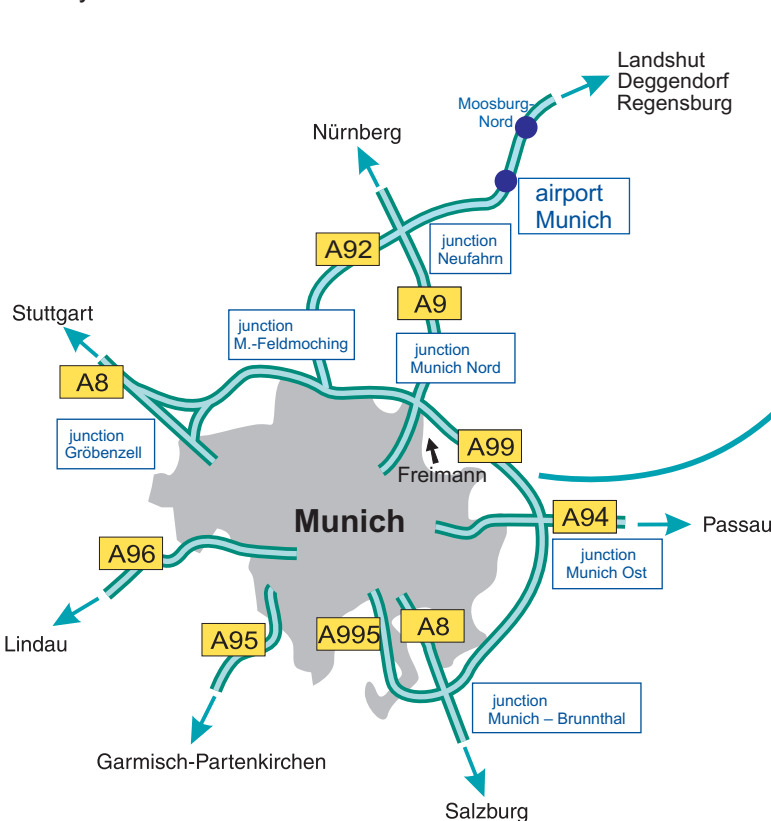 Landshut
Deggendorf
Regensburg
Moosburg-
Nord
Nürnberg
airport
Munich
A92
junction
Neufahrn
A9
Stuttgart
junction
M.-Feldmoching
junction
Munich Nord
A8
junction
Gröbenzell
A99
Freimann
Munich
A94
Passau
A96
junction
Munich Ost
Lindau
A95
A995
A8
junction
Munich – Brunnthal
Garmisch-Partenkirchen
Salzburg